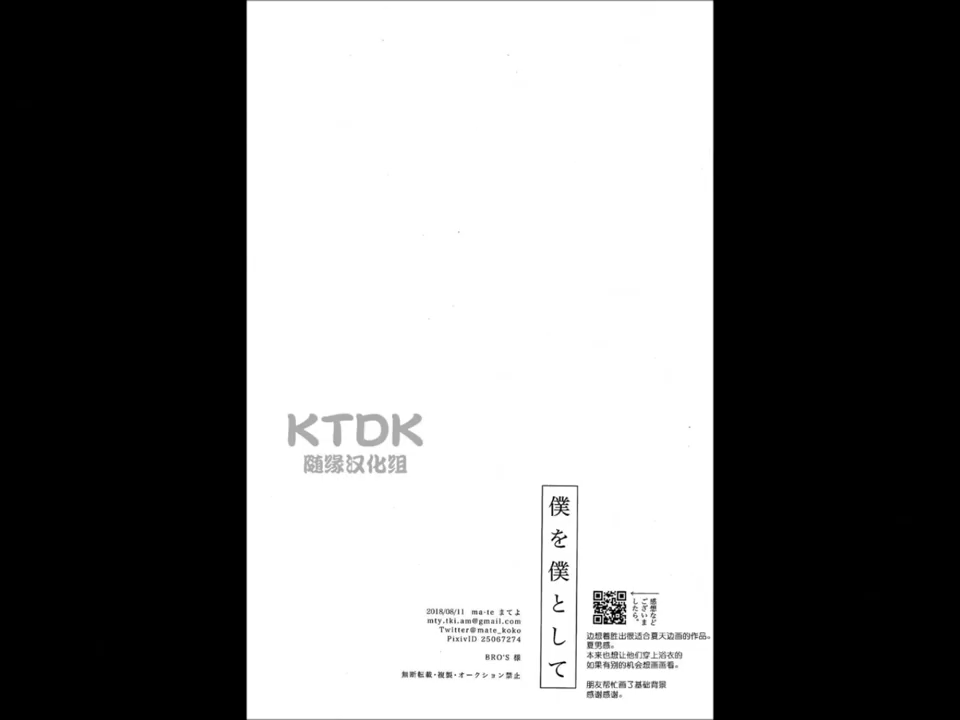 KTDK
随缘汉化组
僕を僕として
2018/08/11 ma-te まてよ
mty.tki.am@gmail.com
Twitter@mate_koko
PixivID 25067274
BRO'S 様
無断転載・複製・オークション禁止
感想など
ございま
したら。
边想着胜出很适合夏天边画的作品。
夏男感。
本来也想让他们穿上浴衣的
如果有别的机会想画画看。
朋友帮忙画了基础背景
感谢感谢。